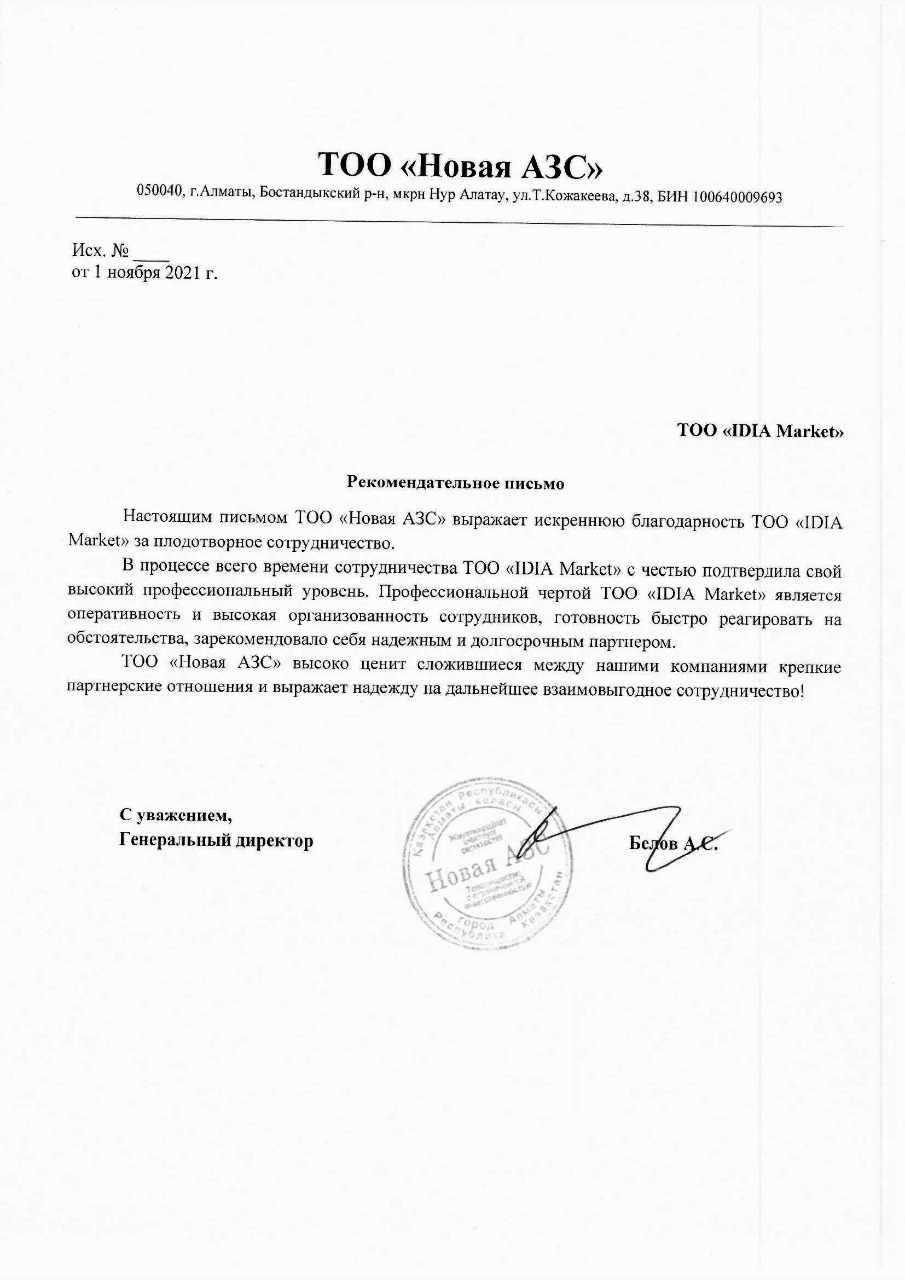 ТОО «Новая АЗС»
050040, г.Алматы, Бостандыкский р-н, мкрн Нур Алатау, ул.Т.Кожакеева, д.38, БИН 100640009693
Исх. № ____
от 1 ноября 2021 г.
ТОО «IDIA Market»
Рекомендательное письмо
Настоящим письмом ТОО «Новая АЗС» выражает искреннюю благодарность ТОО «IDIA
Market» за плодотворное сотрудничество.
В процессе всего времени сотрудничества ТОО «IDIA Market» с честью подтвердила свой
высокий профессиональный уровень. Профессиональной чертой ТОО «IDIA Market» является
оперативность и высокая организованность сотрудников, готовность быстро реагировать на
обстоятельства, зарекомендовало себя надежным и долгосрочным партнером.
ТОО «Новая АЗС» высоко ценит сложившиеся между нашими компаниями крепкие
партнерские отношения и выражает надежду на дальнейшее взаимовыгодное сотрудничество!
С уважением,
Генеральный директор
Белов А.С.
Казақстан Республикасы
Алматы қаласы
Жауапкершілігі
шектеулі
серіктестігі
Новая АЗС
Товарищество
с ограниченной
ответственностью
город Алматы
Республика Казахстан